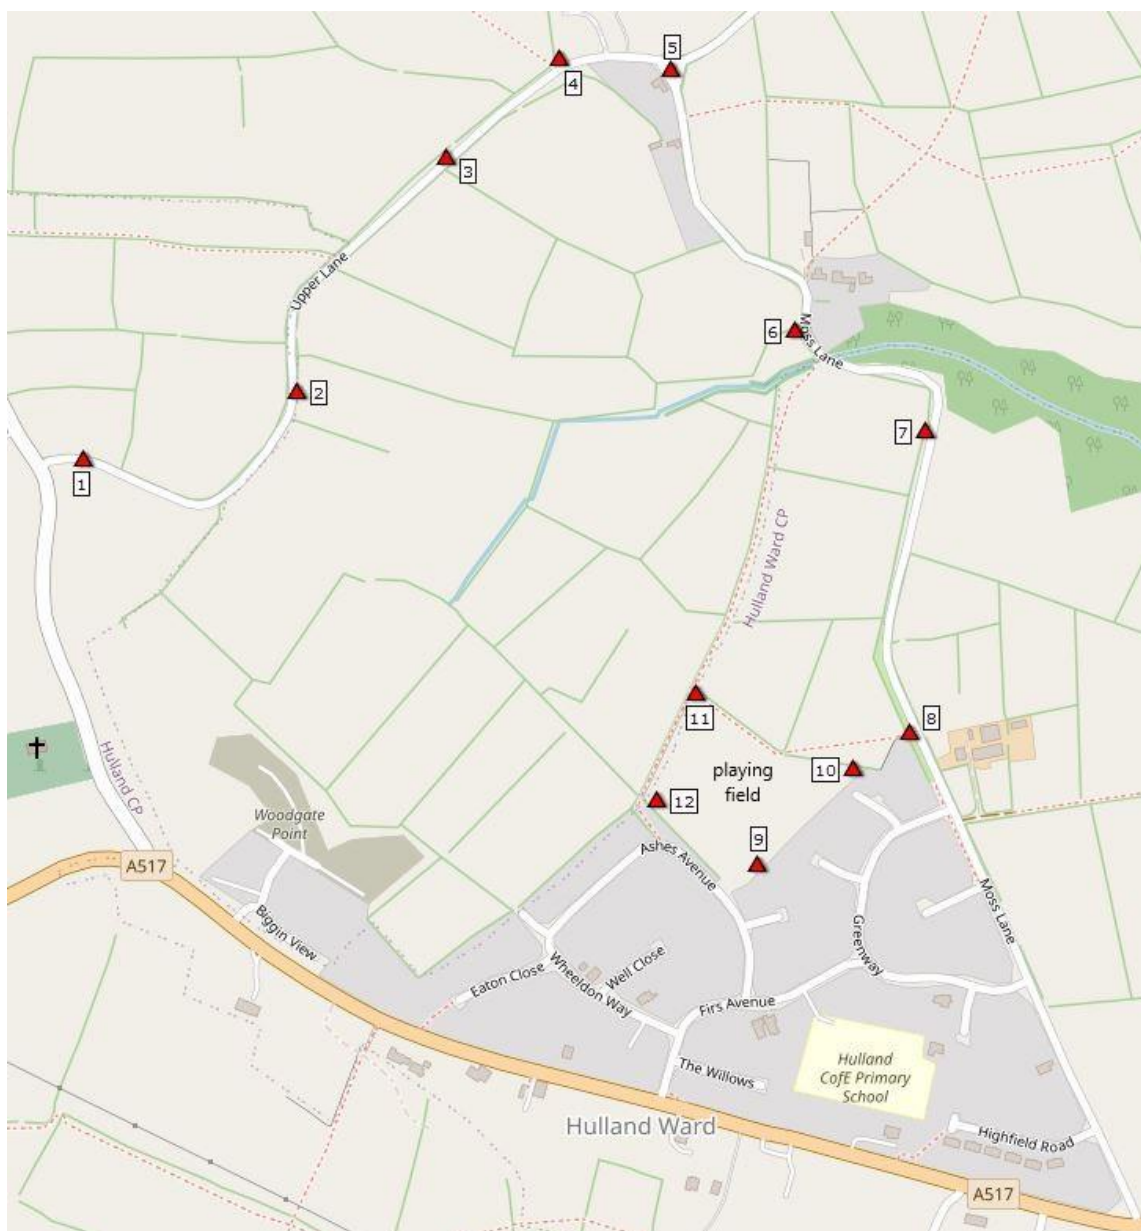 5
4
3
Upper Lane
6
Moss Lane
2
7
1
Hulland Ward CP
11
8
playing
field
10
12
Hulland CP
Woodgate
Point
9
Ashes Avenue
A517
Moss Lane
Biggin View
Greenway
Well Close
Eaton Close
Wheeldon Way
Firs Avenue
Hulland
CofE Primary
School
The Willows
Hulland Ward
Highfield Road
A517